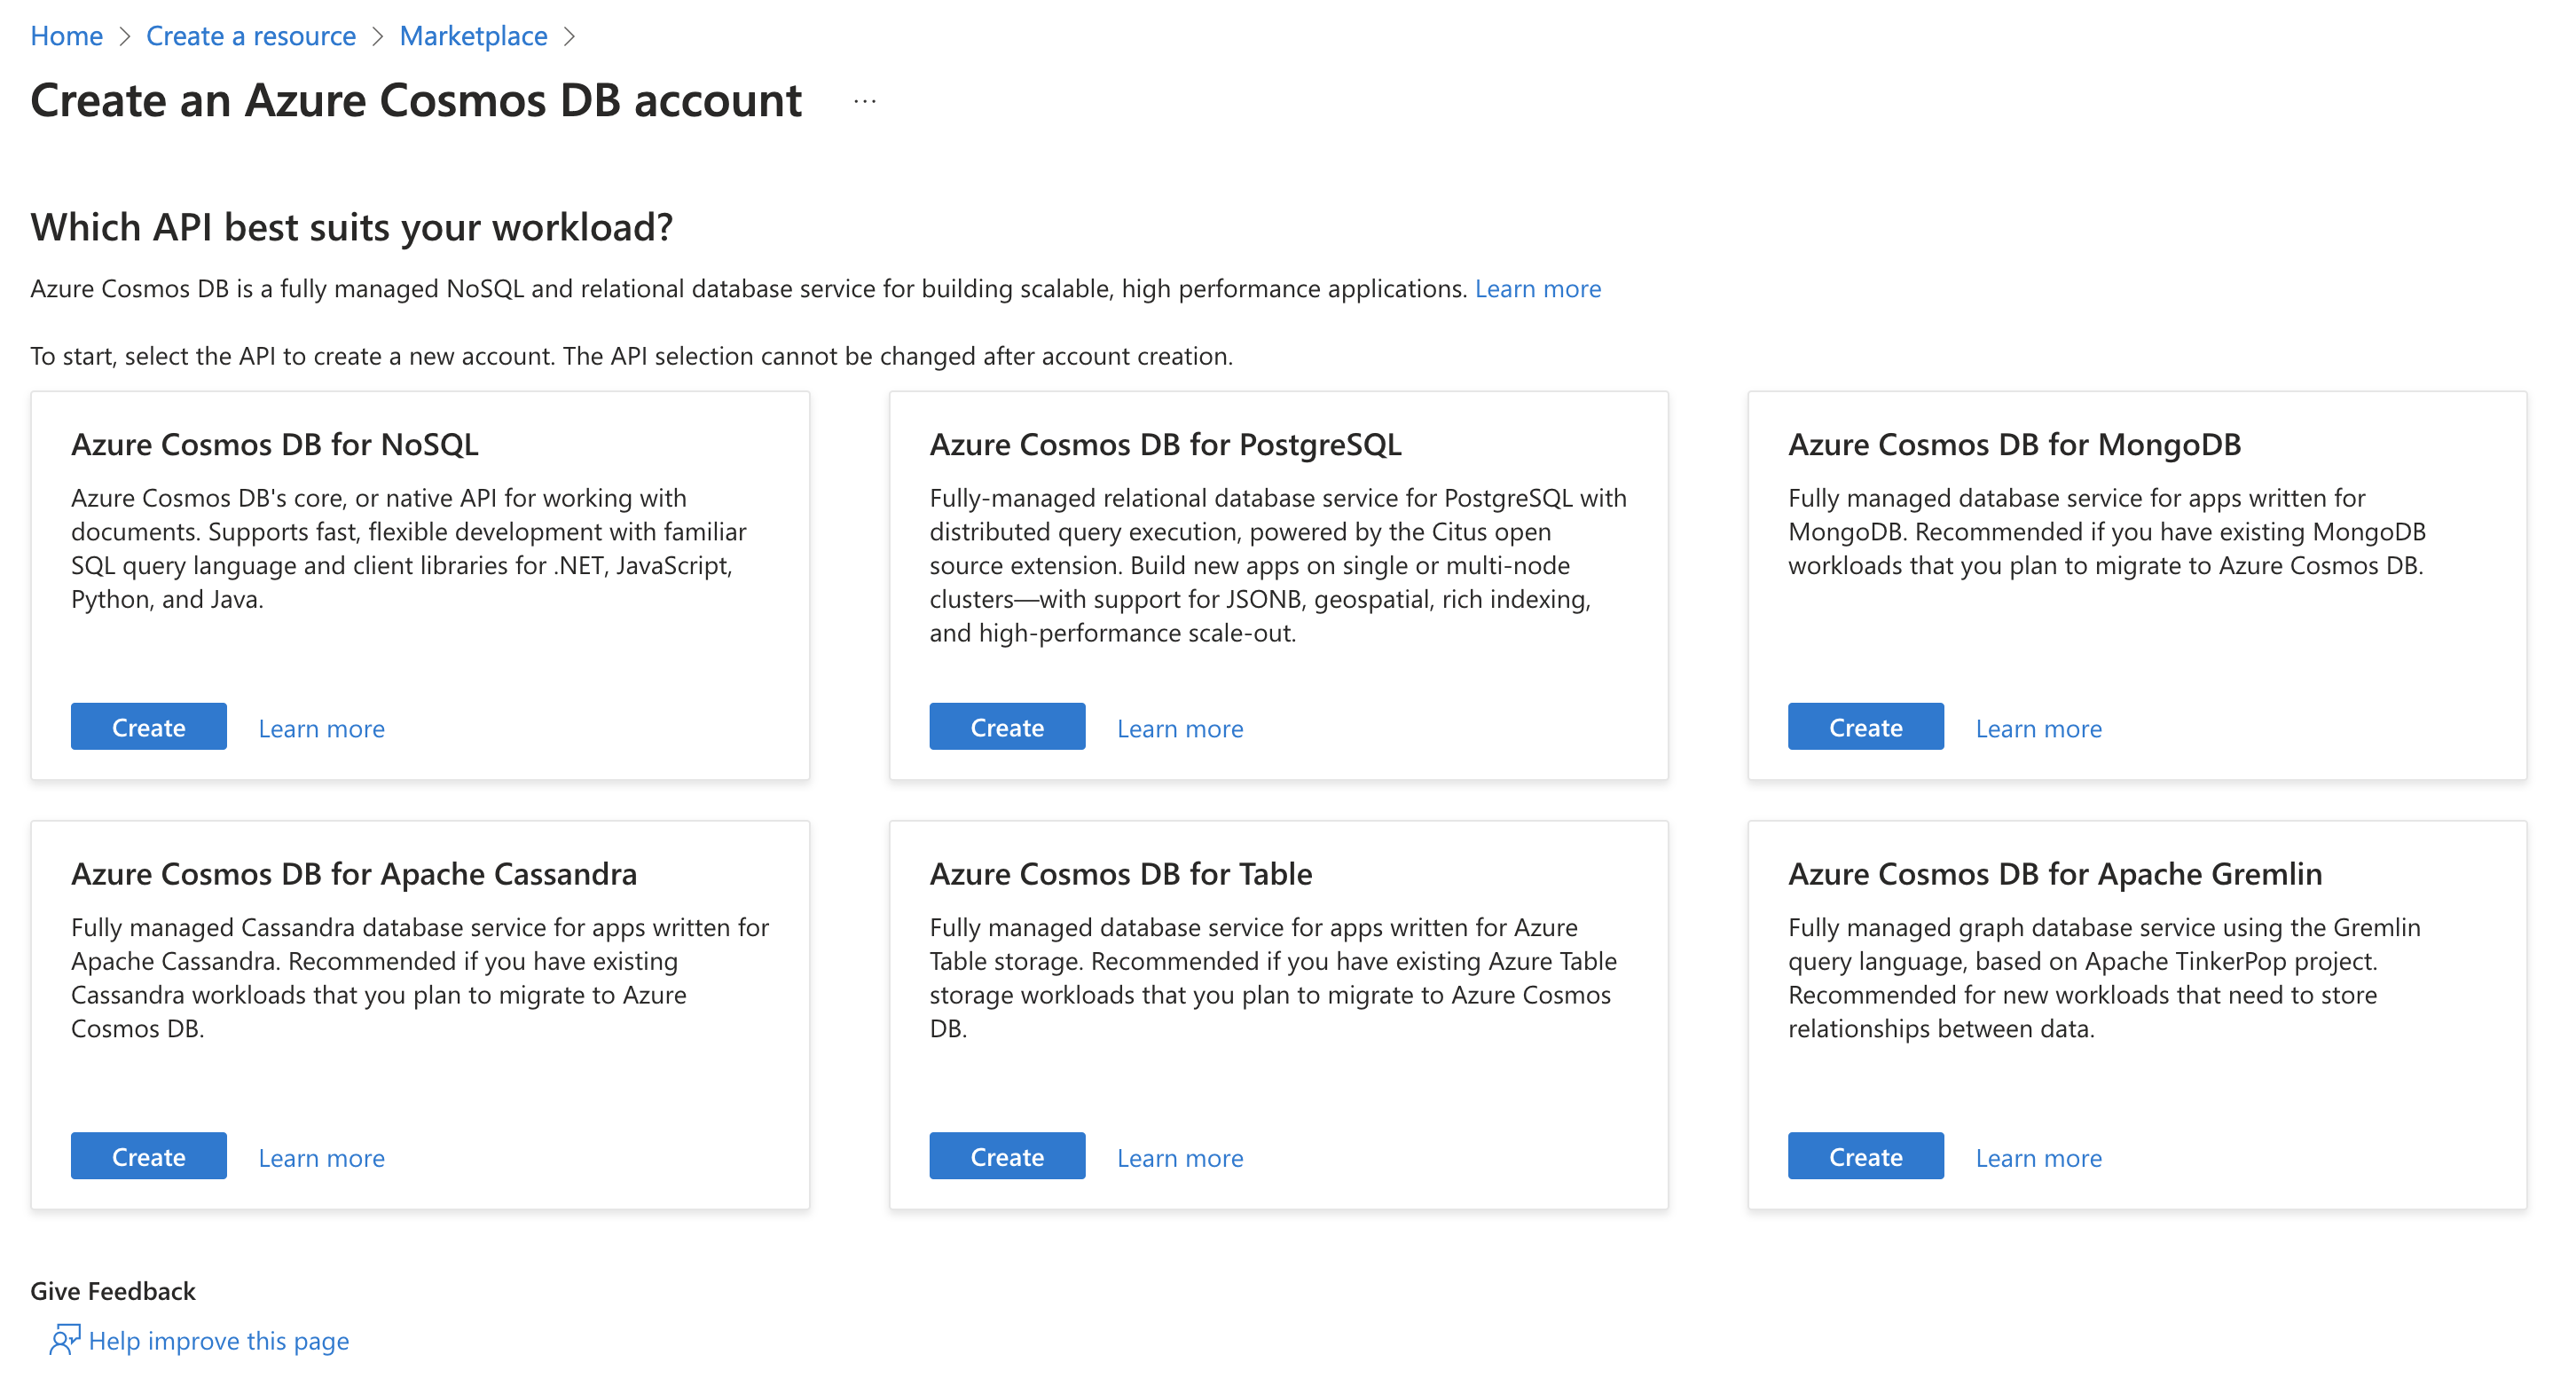 Home > Create a resource > Marketplace >
Create an Azure Cosmos DB account ...
Which API best suits your workload?
Azure Cosmos DB is a fully managed NoSQL and relational database service for building scalable, high performance applications. Learn more
To start, select the API to create a new account. The API selection cannot be changed after account creation.
Azure Cosmos DB for NoSQL
Azure Cosmos DB's core, or native API for working with
documents. Supports fast, flexible development with familiar
SQL query language and client libraries for .NET, JavaScript,
Python, and Java.
Create Learn more
Azure Cosmos DB for PostgreSQL
Fully-managed relational database service for PostgreSQL with
distributed query execution, powered by the Citus open
source extension. Build new apps on single or multi-node
clusters—with support for JSONB, geospatial, rich indexing,
and high-performance scale-out.
Create Learn more
Azure Cosmos DB for MongoDB
Fully managed database service for apps written for
MongoDB. Recommended if you have existing MongoDB
workloads that you plan to migrate to Azure Cosmos DB.
Create Learn more
Azure Cosmos DB for Apache Cassandra
Fully managed Cassandra database service for apps written for
Apache Cassandra. Recommended if you have existing
Cassandra workloads that you plan to migrate to Azure
Cosmos DB.
Create Learn more
Azure Cosmos DB for Table
Fully managed database service for apps written for Azure
Table storage. Recommended if you have existing Azure Table
storage workloads that you plan to migrate to Azure Cosmos
DB.
Create Learn more
Azure Cosmos DB for Apache Gremlin
Fully managed graph database service using the Gremlin
query language, based on Apache TinkerPop project.
Recommended for new workloads that need to store
relationships between data.
Create Learn more
Give Feedback
Help improve this page